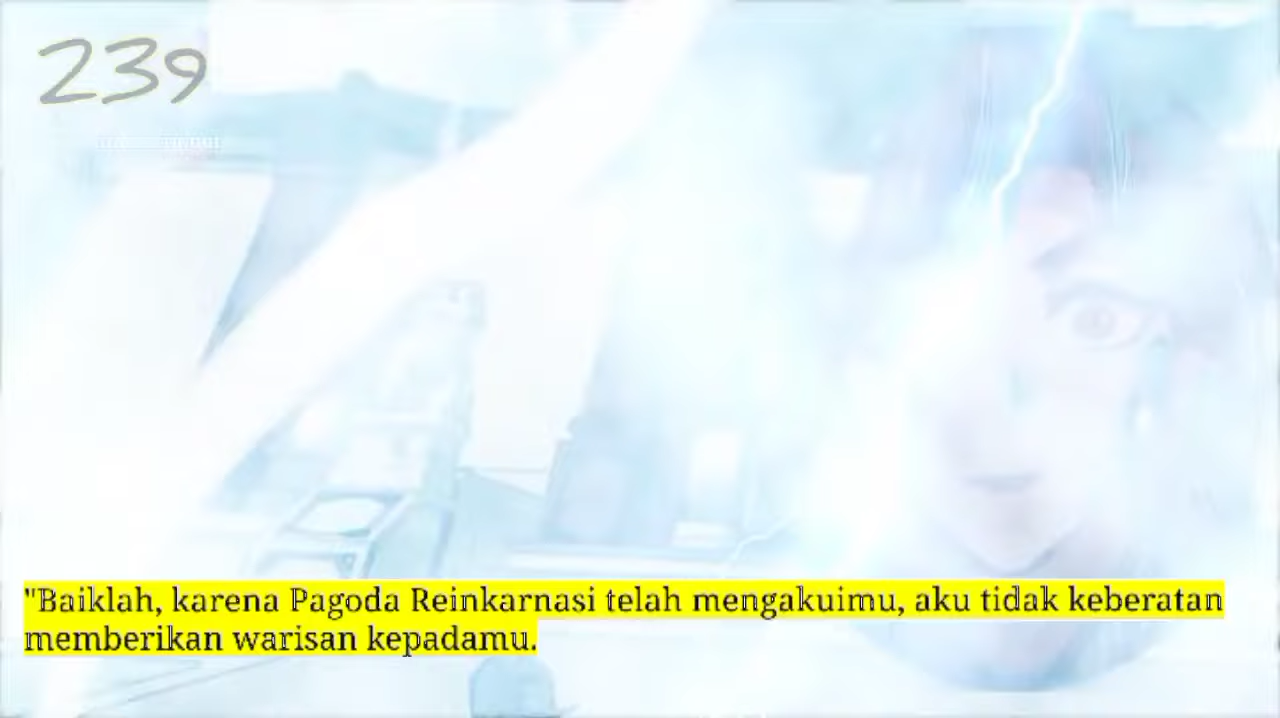 239
"Baiklah, karena Pagoda Reinkarnasi telah mengakuimu, aku tidak keberatan
memberikan warisan kepadamu.